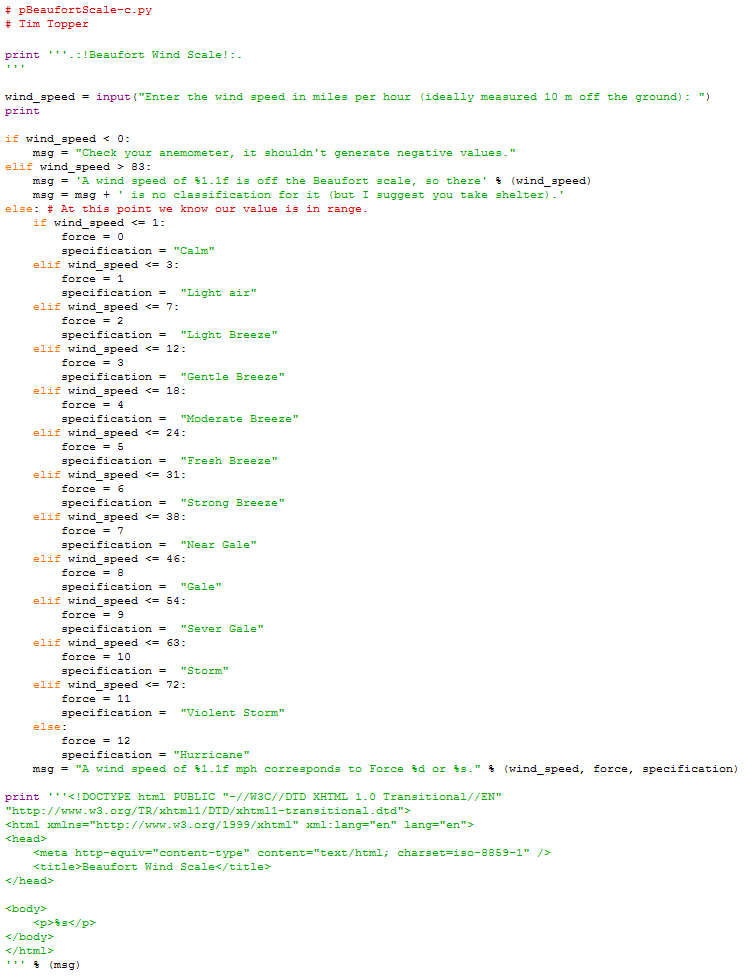 # pBeaufortScale-c.py
# Tim Topper

print '''.:!Beaufort Wind Scale!:.
'''

wind_speed = input("Enter the wind speed in miles per hour (ideally measured 10 m off the ground): ")
print

if wind_speed < 0:
    msg = "Check your anemometer, it shouldn't generate negative values."
elif wind_speed > 83:
    msg = 'A wind speed of %1.1f is off the Beaufort scale, so there' % (wind_speed)
    msg = msg + ' is no classification for it (but I suggest you take shelter).'
else: # At this point we know our value is in range.
    if wind_speed <= 1:
        force = 0
        specification = "Calm"
    elif wind_speed <= 3:
        force = 1
        specification =  "Light air"
    elif wind_speed <= 7:
        force = 2
        specification =  "Light Breeze"
    elif wind_speed <= 12:
        force = 3
        specification =  "Gentle Breeze"
    elif wind_speed <= 18:
        force = 4
        specification =  "Moderate Breeze"
    elif wind_speed <= 24:
        force = 5
        specification =  "Fresh Breeze"
    elif wind_speed <= 31:
        force = 6
        specification =  "Strong Breeze"
    elif wind_speed <= 38:
        force = 7
        specification =  "Near Gale"
    elif wind_speed <= 46:
        force = 8
        specification =  "Gale"
    elif wind_speed <= 54:
        force = 9
        specification =  "Sever Gale"
    elif wind_speed <= 63:
        force = 10
        specification =  "Storm"
    elif wind_speed <= 72:
        force = 11
        specification =  "Violent Storm"
    else:
        force = 12
        specification = "Hurricane"
    msg = "A wind speed of %1.1f mph corresponds to Force %d or %s." % (wind_speed, force, specification)

print '''<!DOCTYPE html PUBLIC "-//W3C//DTD XHTML 1.0 Transitional//EN"
"http://www.w3.org/TR/xhtml1/DTD/xhtml1-transitional.dtd">
<html xmlns="http://www.w3.org/1999/xhtml" xml:lang="en" lang="en">
<head>
    <meta http-equiv="content-type" content="text/html; charset=iso-8859-1" />
    <title>Beaufort Wind Scale</title>
</head>

<body>
    <p>%s</p>
</body>
</html>
''' % (msg)